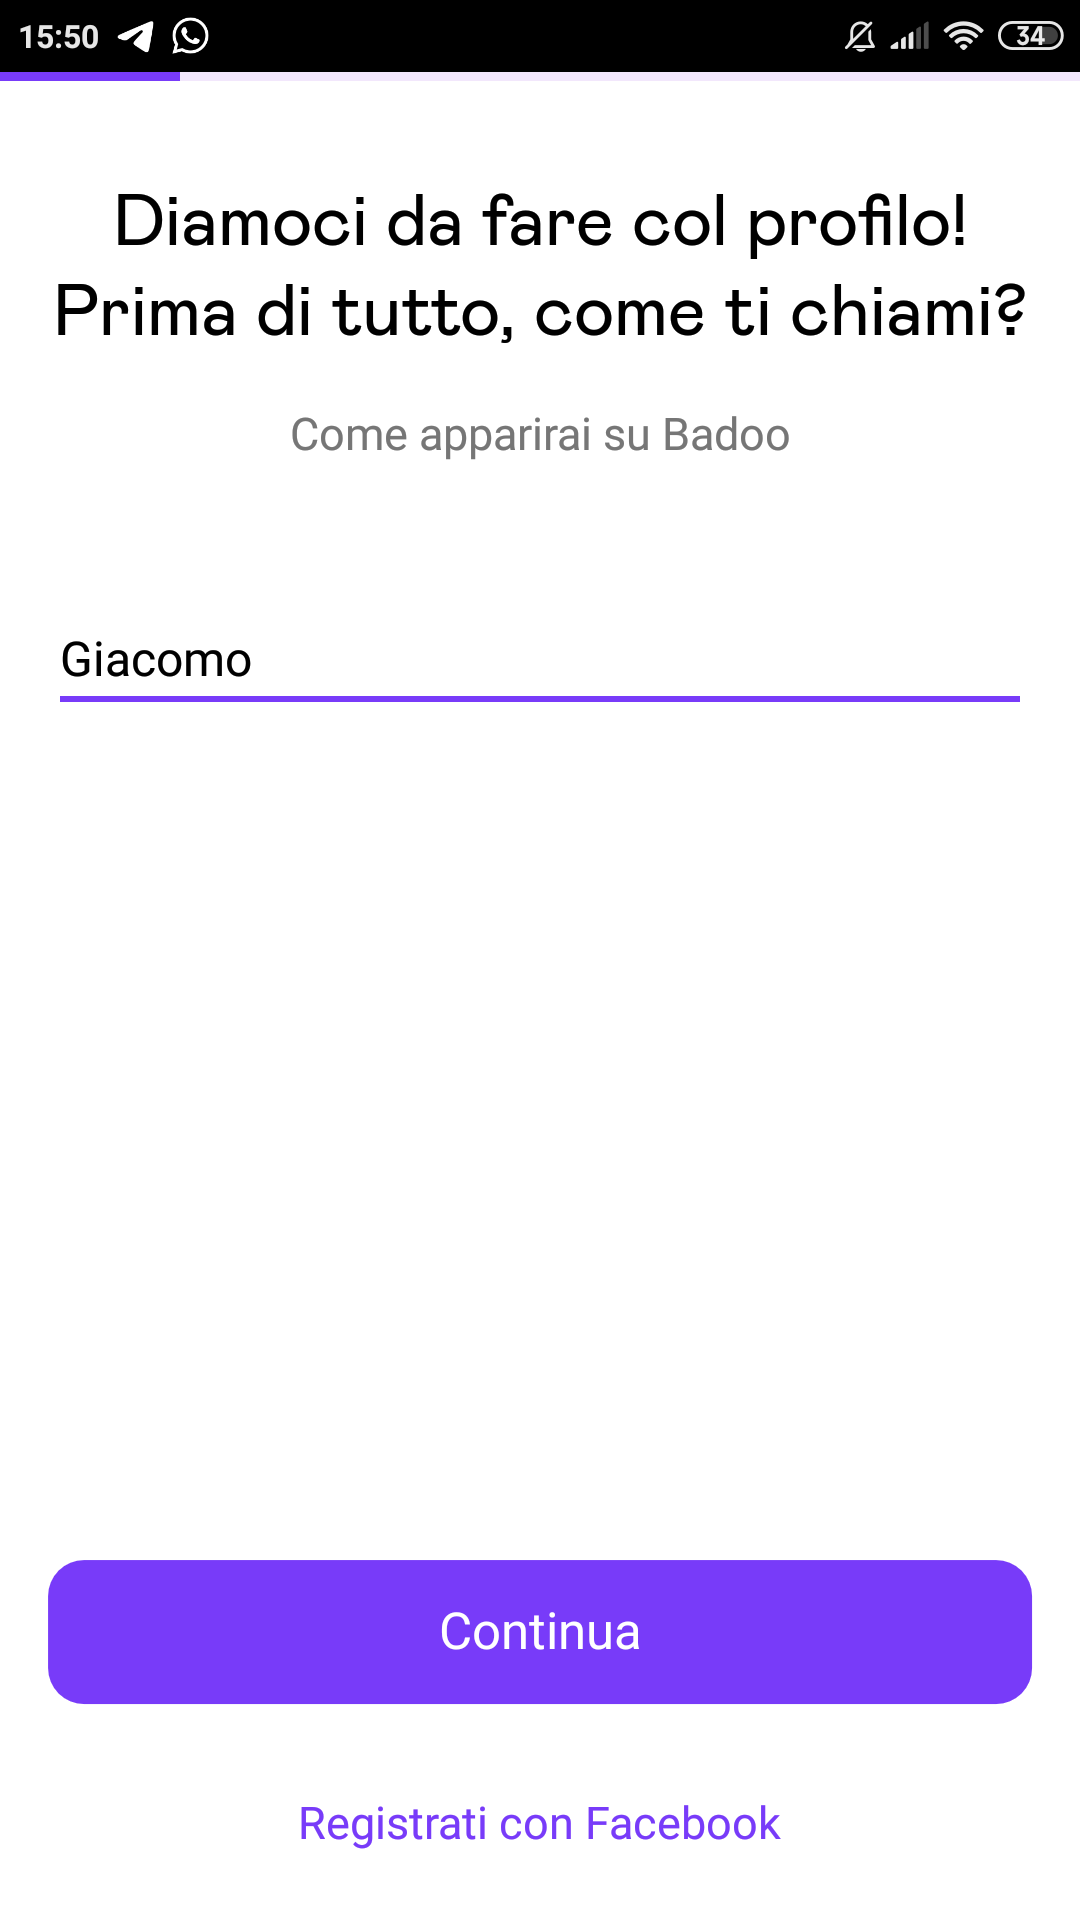 15:50
34
Diamoci da fare col profilo!
Prima di tutto, come ti chiami?
Come apparirai su Badoo
Giacomo
Continua
Registrati con Facebook